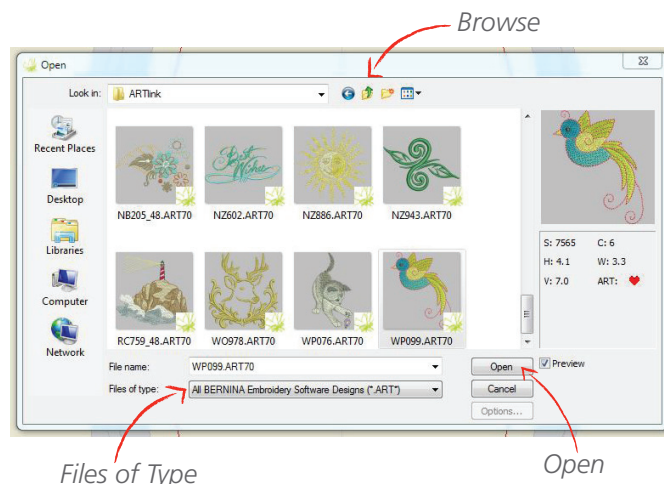 Browse
Open
Look in: ARTlink
Recent Places
Desktop
Libraries
Computer
Network
Best Wishes
NB205_48.ART70 NZ602.ART70 NZ886.ART70 NZ943.ART70
RC759_48.ART70 WO978.ART70 WP076.ART70 WP099.ART70
S: 7565 C: 6
H: 4.1 W: 3.3
V: 7.0 ART:
File name: WP099.ART70 Open Preview
Files of type: All BERNINA Embroidery Software Designs (*.ART*) Cancel
Options...
Files of Type
Open